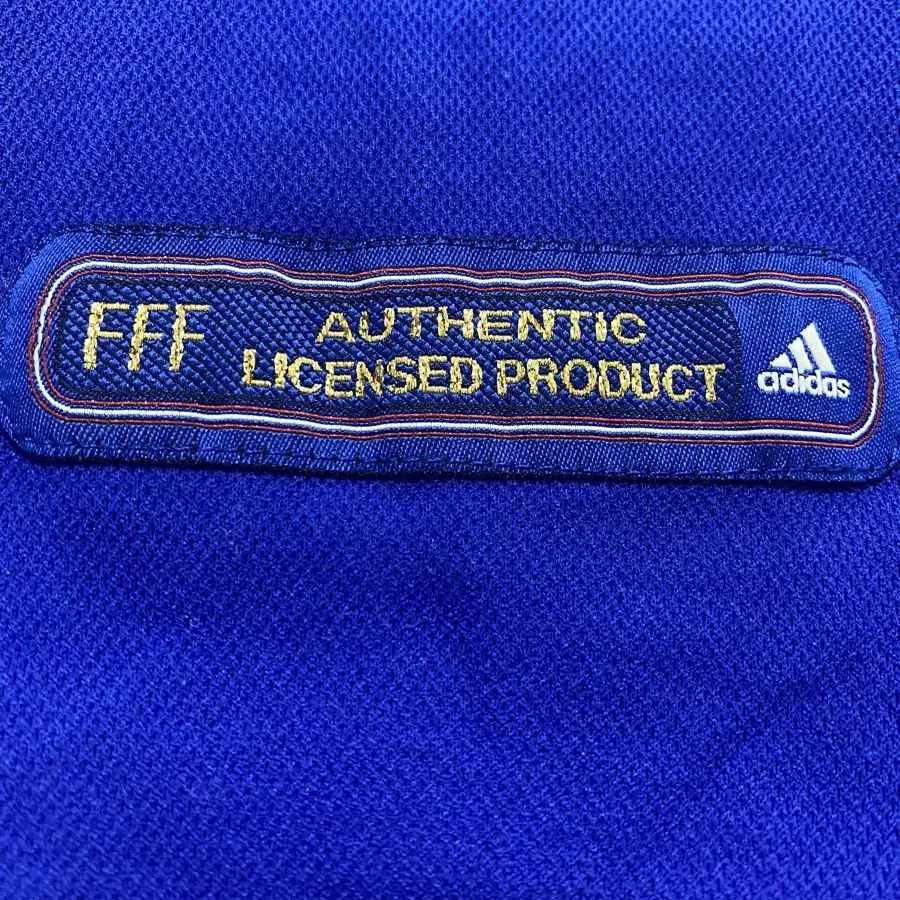 FFF
AUTHENTIC
LICENSED PRODUCT
adidas